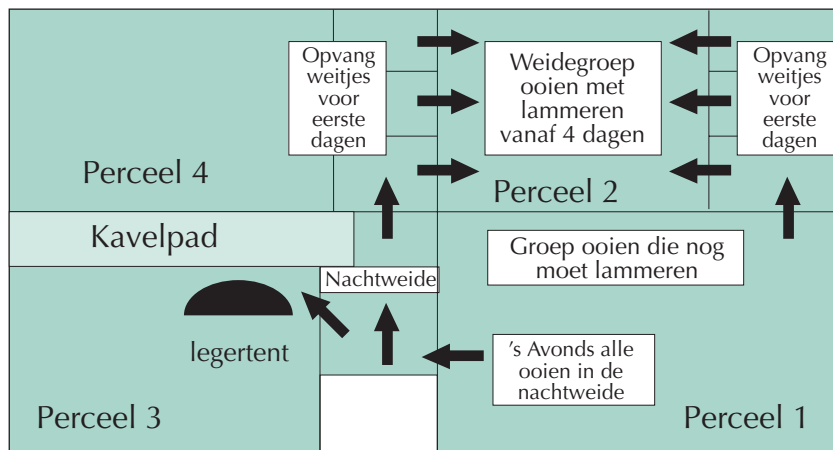 Opvang
weitjes
voor
eerste
dagen
Weidegroep
ooien met
lammeren
vanaf 4 dagen
Opvang
weitjes
voor
eerste
dagen
Perceel 4
Perceel 2
Kavelpad
Groep ooien die nog
moet lammeren
Nachtweide
legertent
's Avonds alle
ooien in de
nachtweide
Perceel 3
Perceel 1